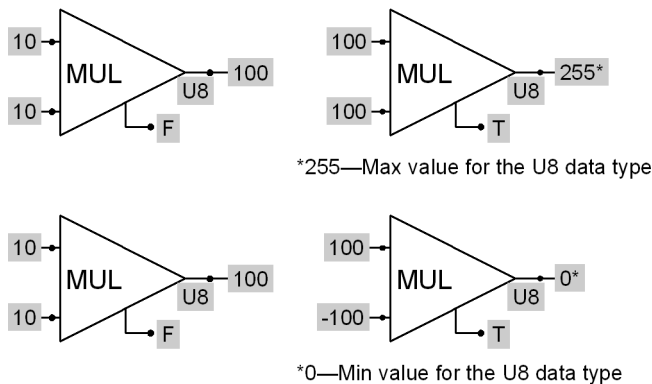 10 100
MUL 100 MUL 255*
U8 U8
10 F 100 T
*255—Max value for the U8 data type
10 100
MUL 100 MUL 0*
U8 U8
10 F -100 T
*0—Min value for the U8 data type